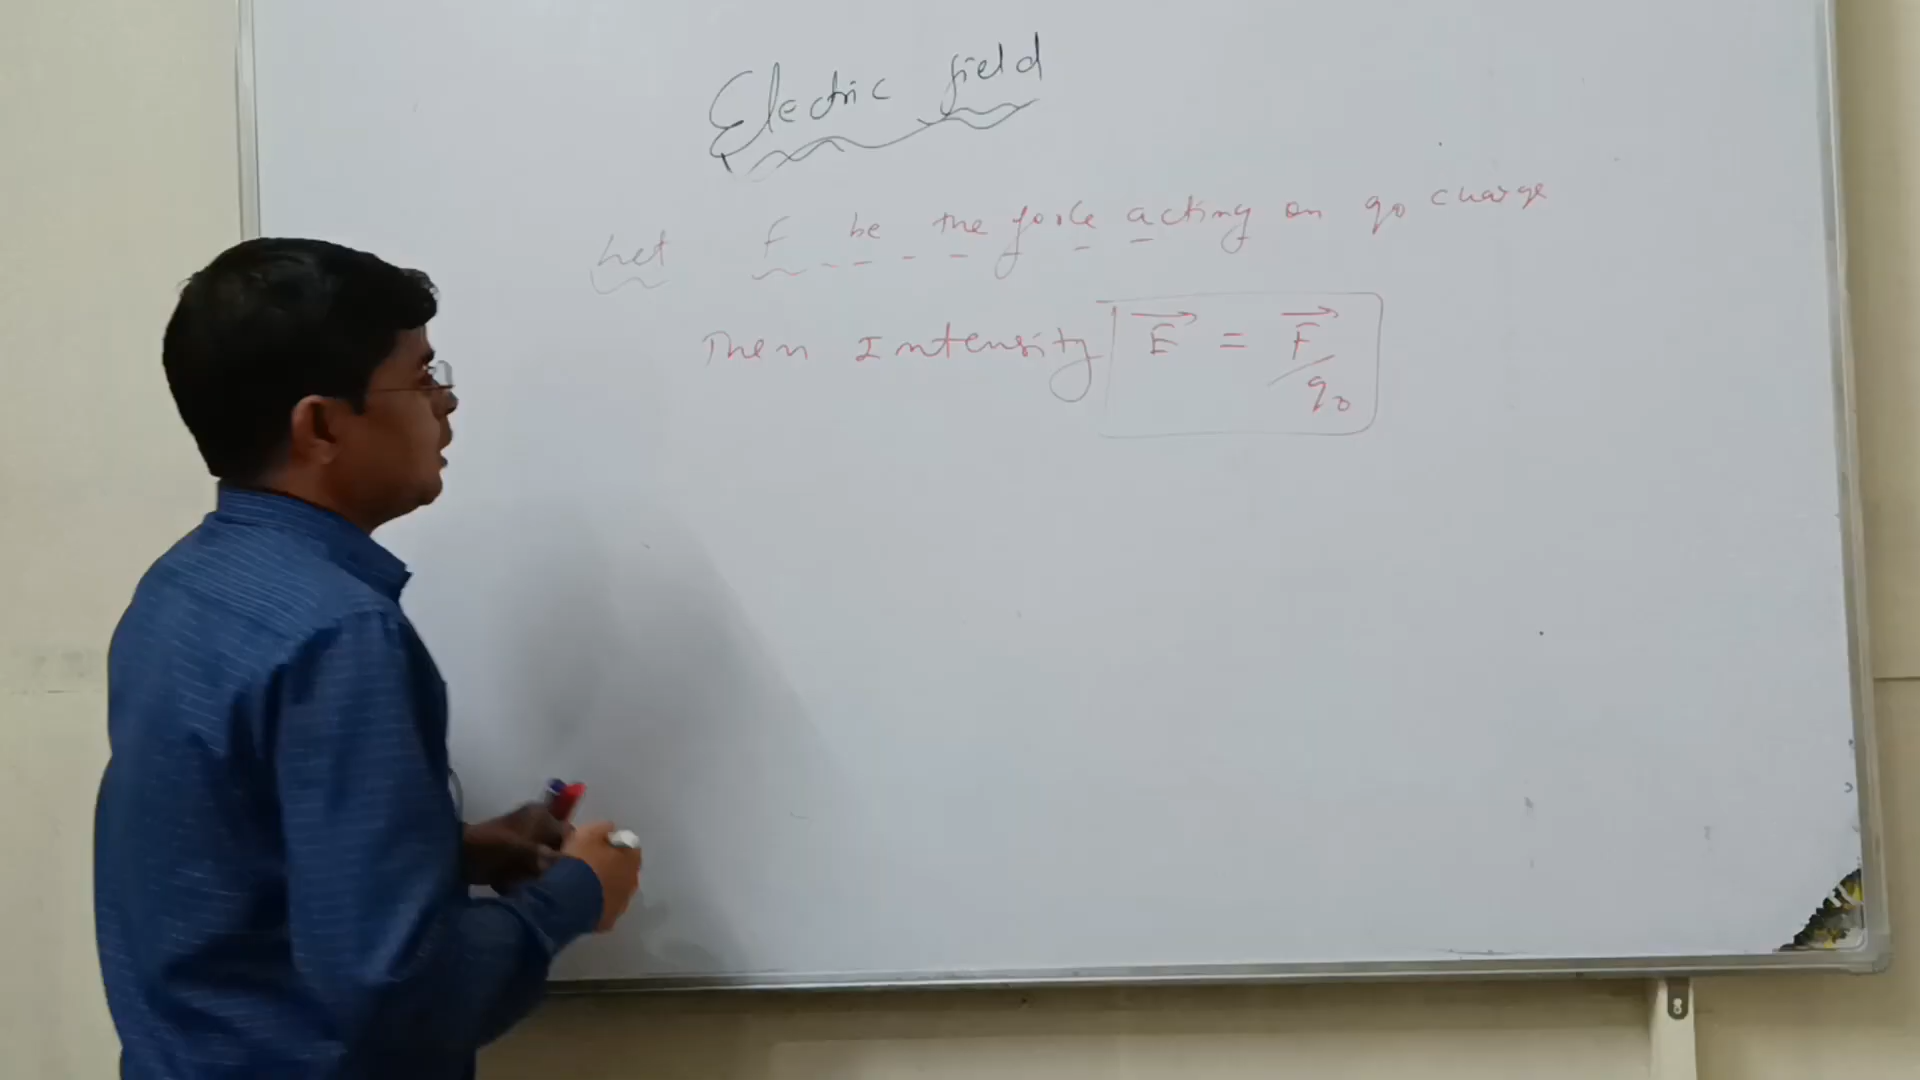 Electric field
Let F be the force acting on q₀ charge
Then Intensity E⃗ = F⃗/q₀